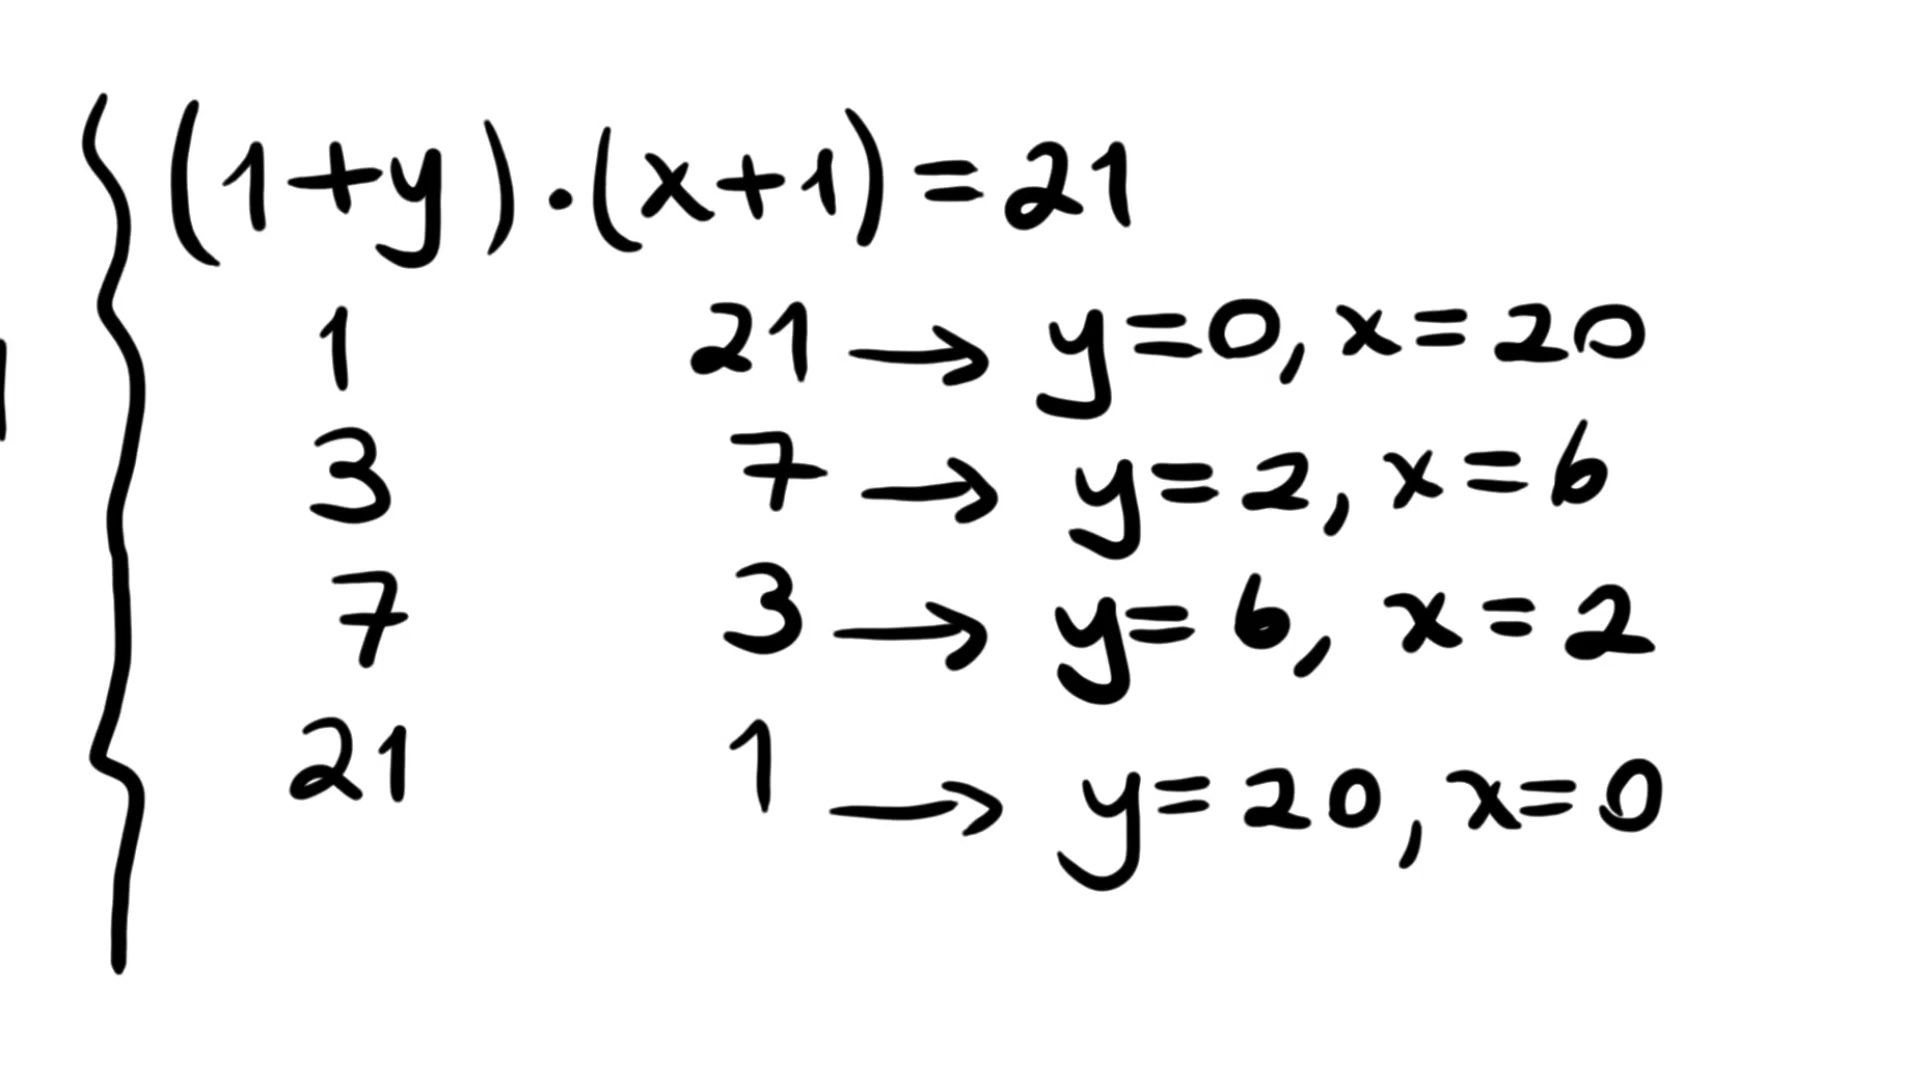 (1+y)·(x+1)=21
1 21→y=0, x=20
3 7→y=2, x=6
7 3→y=6, x=2
21 1→y=20, x=0